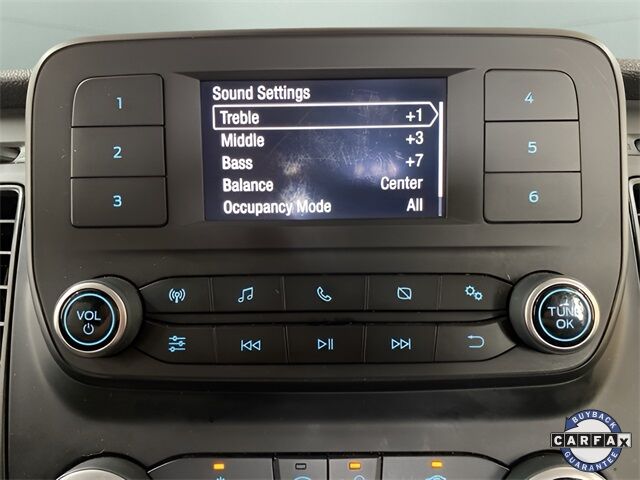 Sound Settings
Treble +1
Middle +3
Bass +7
Balance Center
Occupancy Mode All
1
2
3
4
5
6
VOL
TUNE
OK
BUYBACK
CARFAX
GUARANTEE